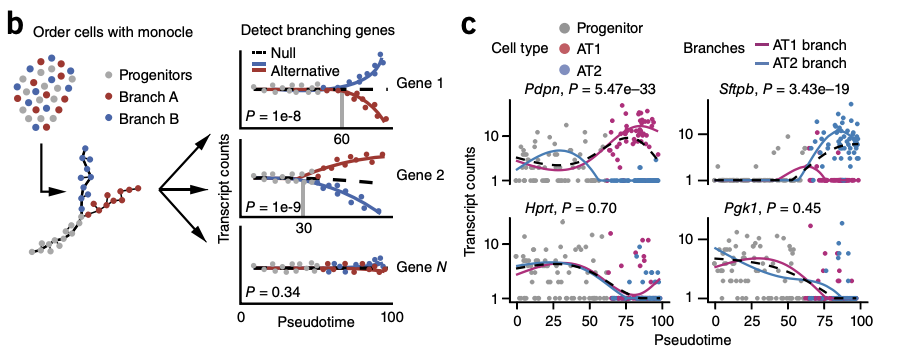 b
Order cells with monocle
Progenitors
Branch A
Branch B
Detect branching genes
Null
Alternative
Gene 1
P = 1e-8
60
Gene 2
P = 1e-9
30
Gene N
P = 0.34
Transcript counts
0
100
Pseudotime
c
Cell type
Progenitor
AT1
AT2
Branches
AT1 branch
AT2 branch
Pdpn, P = 5.47e–33
Sftpb, P = 3.43e–19
10
1
10
1
Hprt, P = 0.70
Pgk1, P = 0.45
10
1
10
1
Transcript counts
0 25 50 75 100
0 25 50 75 100
Pseudotime